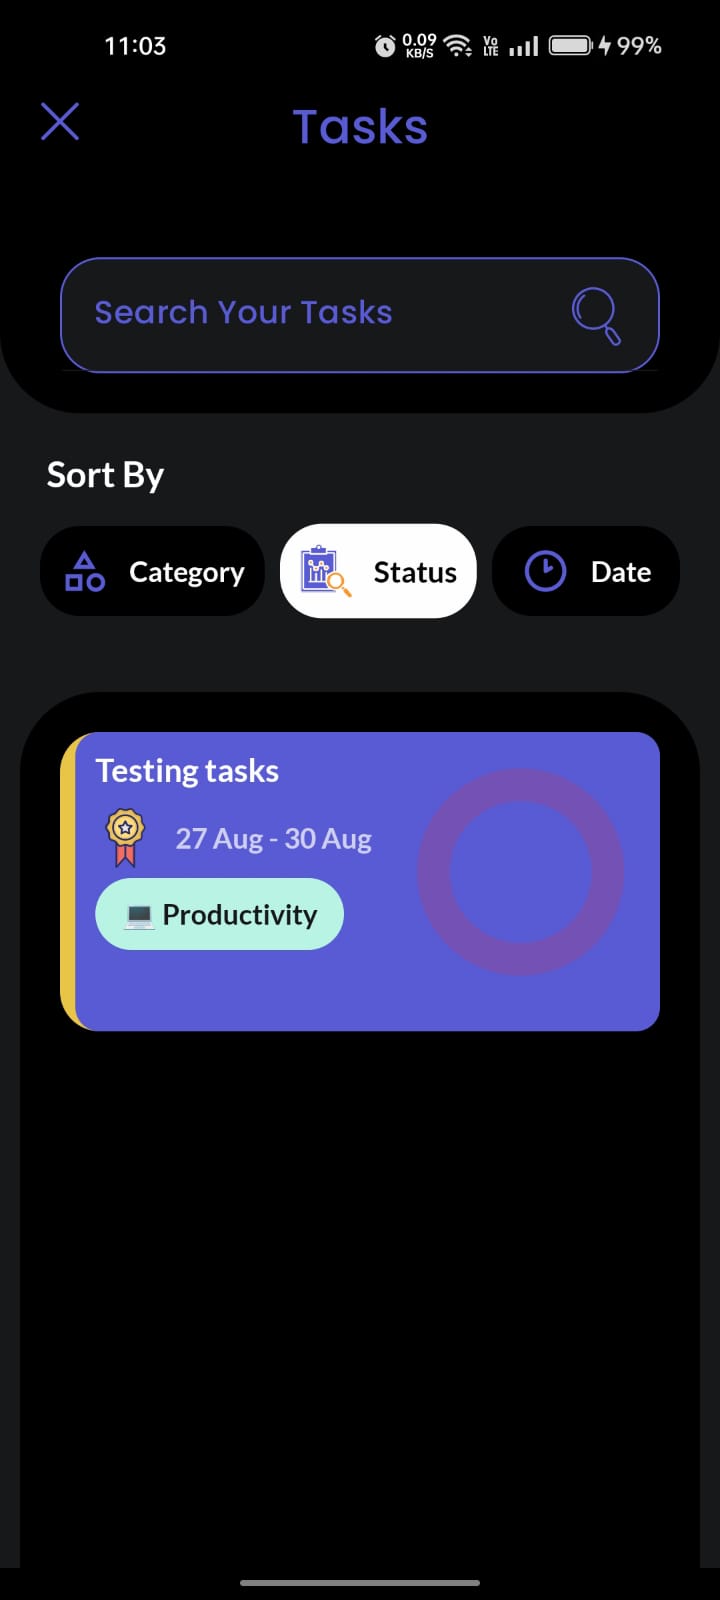 11:03
0.09
KB/S
Vo
LTE
99%
Tasks
Search Your Tasks
Sort By
Category
Status
Date
Testing tasks
27 Aug - 30 Aug
Productivity